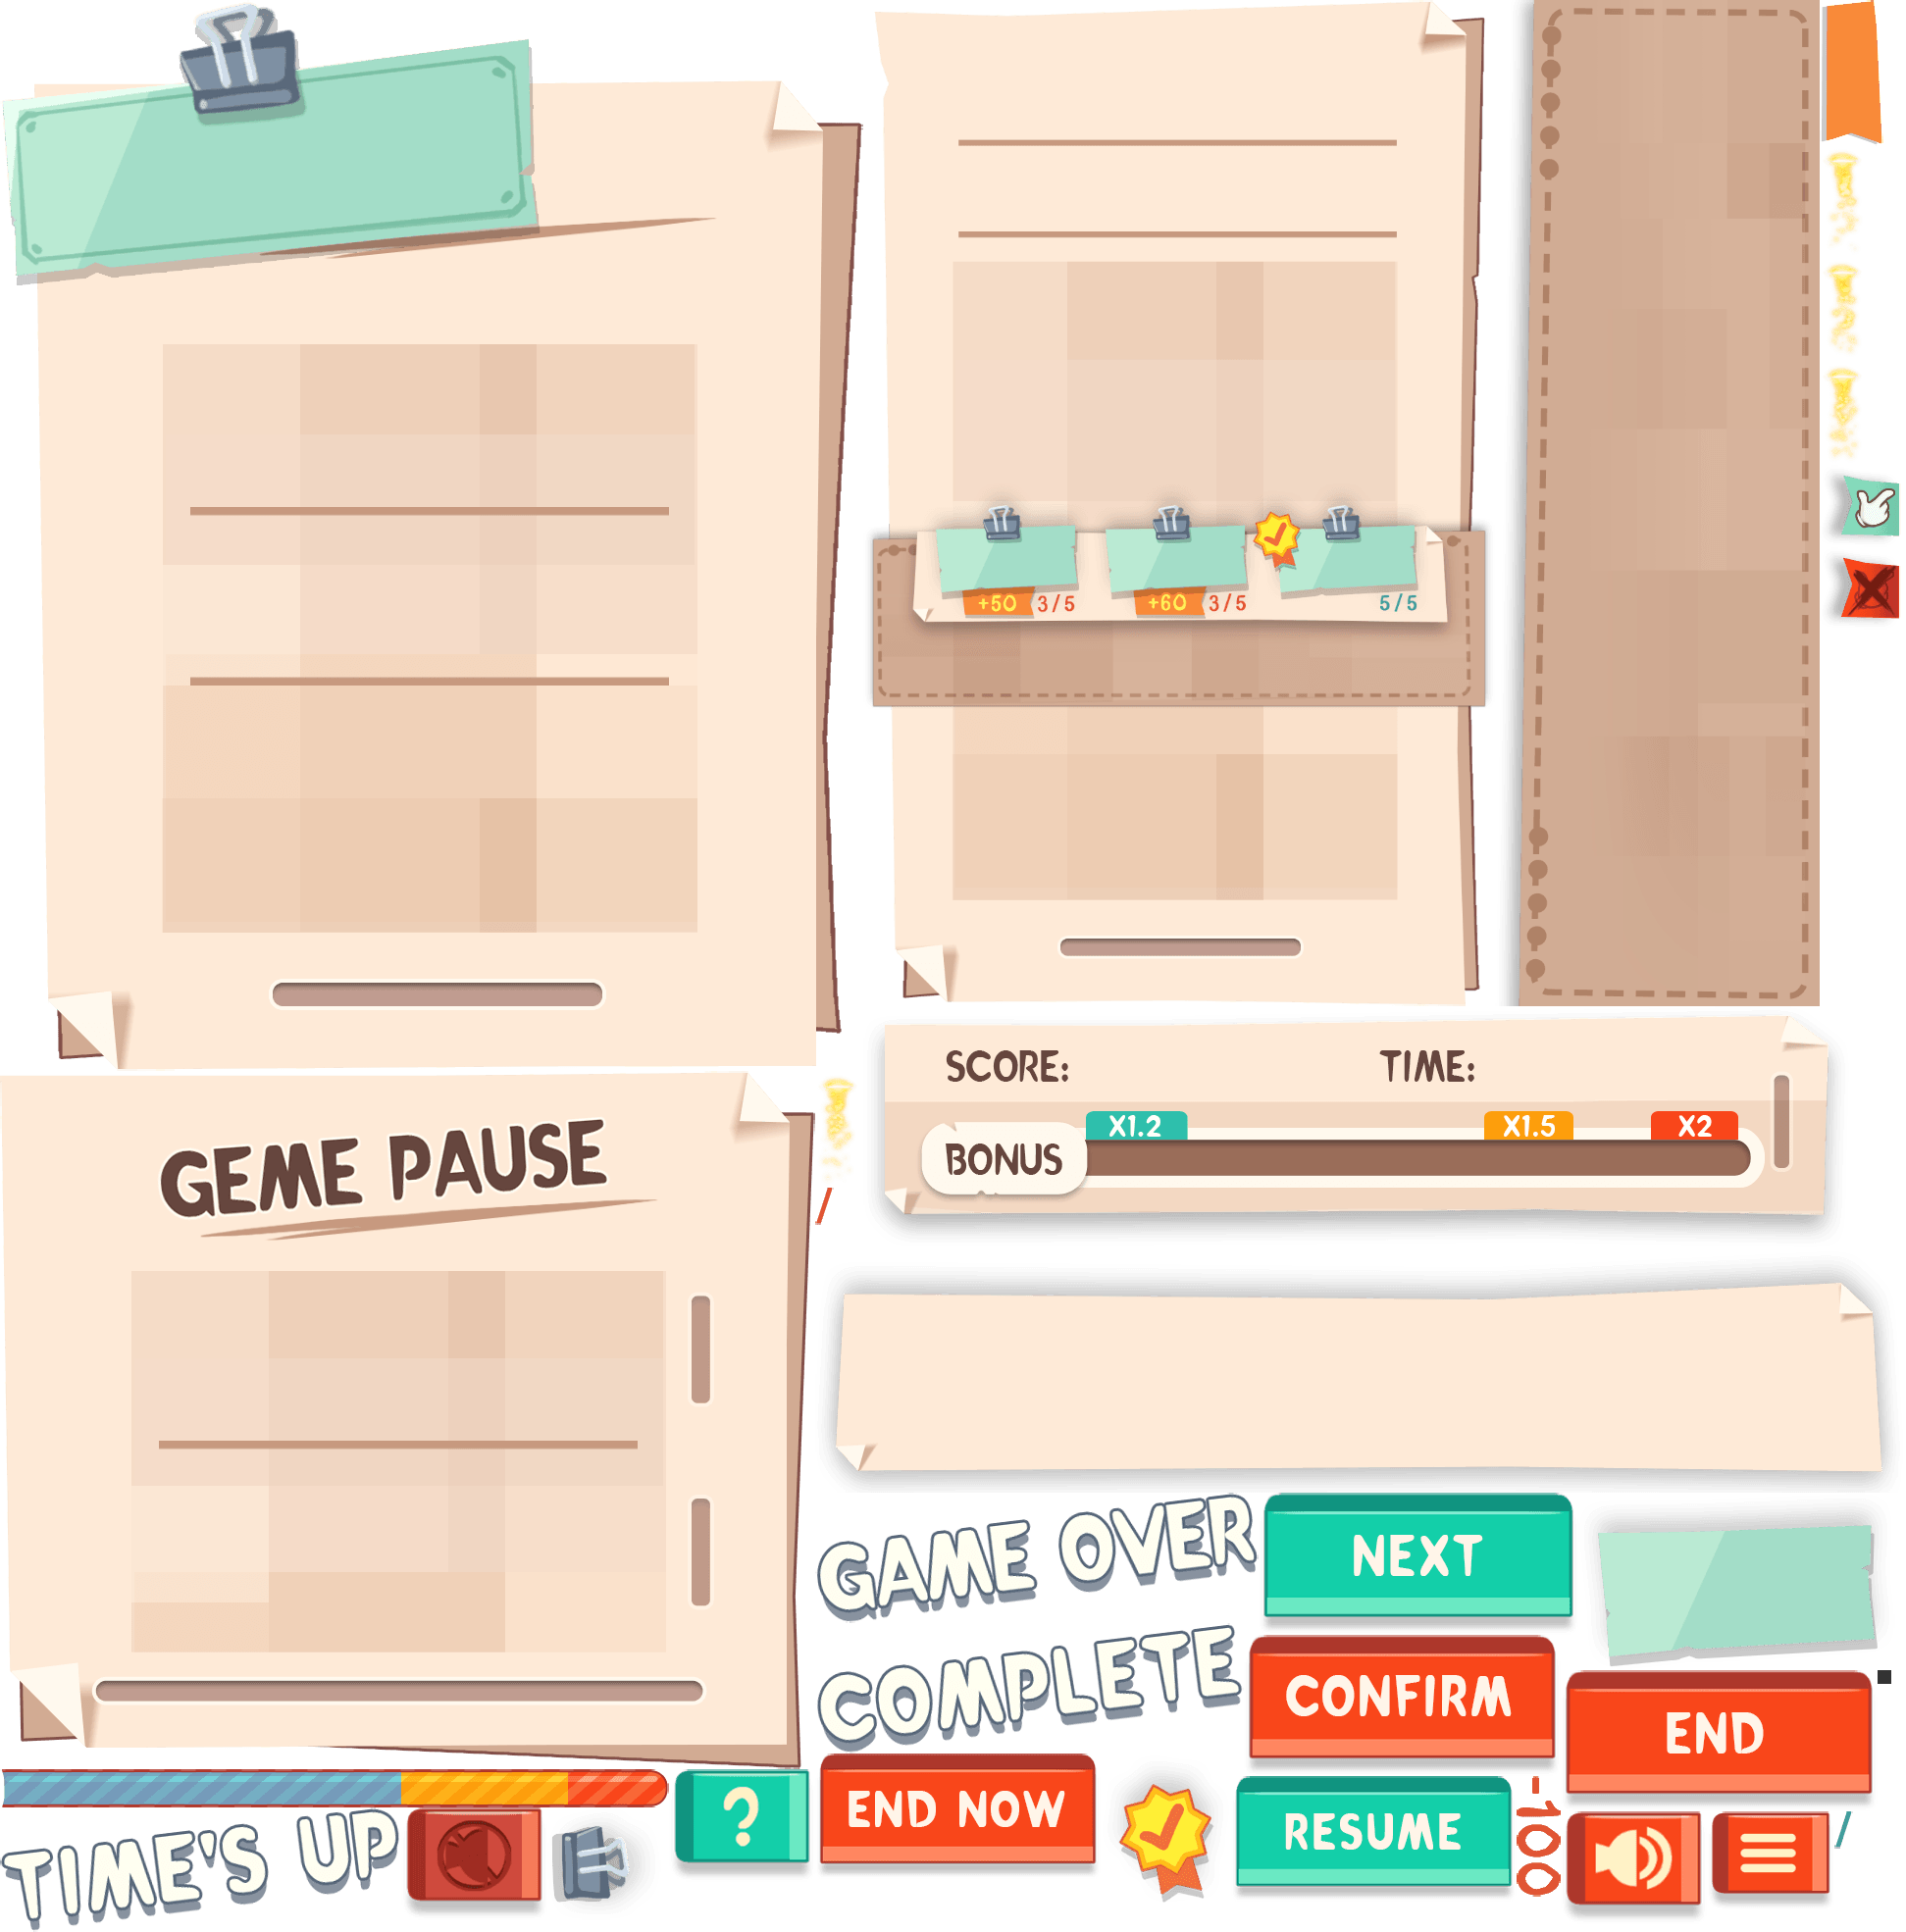 +50 3/5 +60 3/5 5/5
SCORE: TIME:
X1.2 X1.5 X2
BONUS
GEME PAUSE
/
GAME OVER
NEXT
COMPLETE
CONFIRM
END
?
END NOW
RESUME
-100
/
TIME'S UP